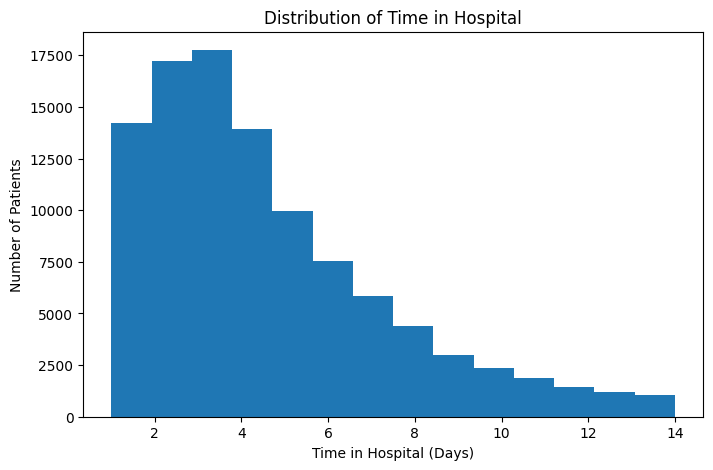 Distribution of Time in Hospital
17500
15000
12500
10000
7500
5000
2500
0
Number of Patients
2 4 6 8 10 12 14
Time in Hospital (Days)